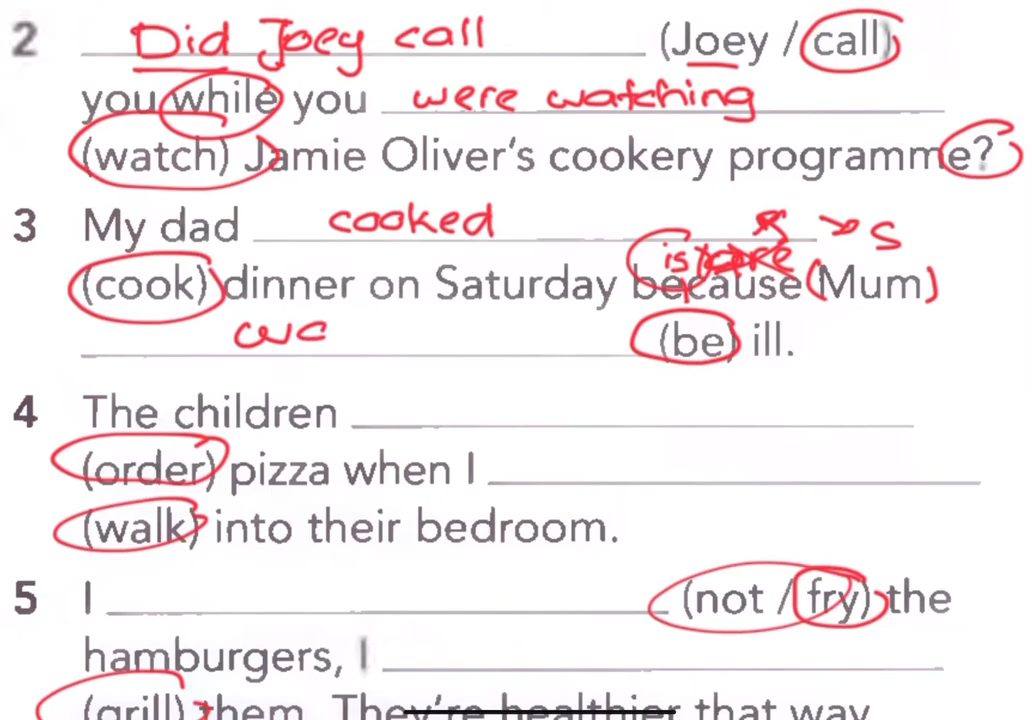 2 Did Joey call (Joey / call)
you while you were watching
(watch) Jamie Oliver's cookery programme?
3 My dad cooked → S
(cook) dinner on Saturday because (Mum)
is
(be) ill.
4 The children
(order) pizza when I
(walk) into their bedroom.
5 I (not / fry) the
hamburgers, I
(grill) them. They're healthier that way